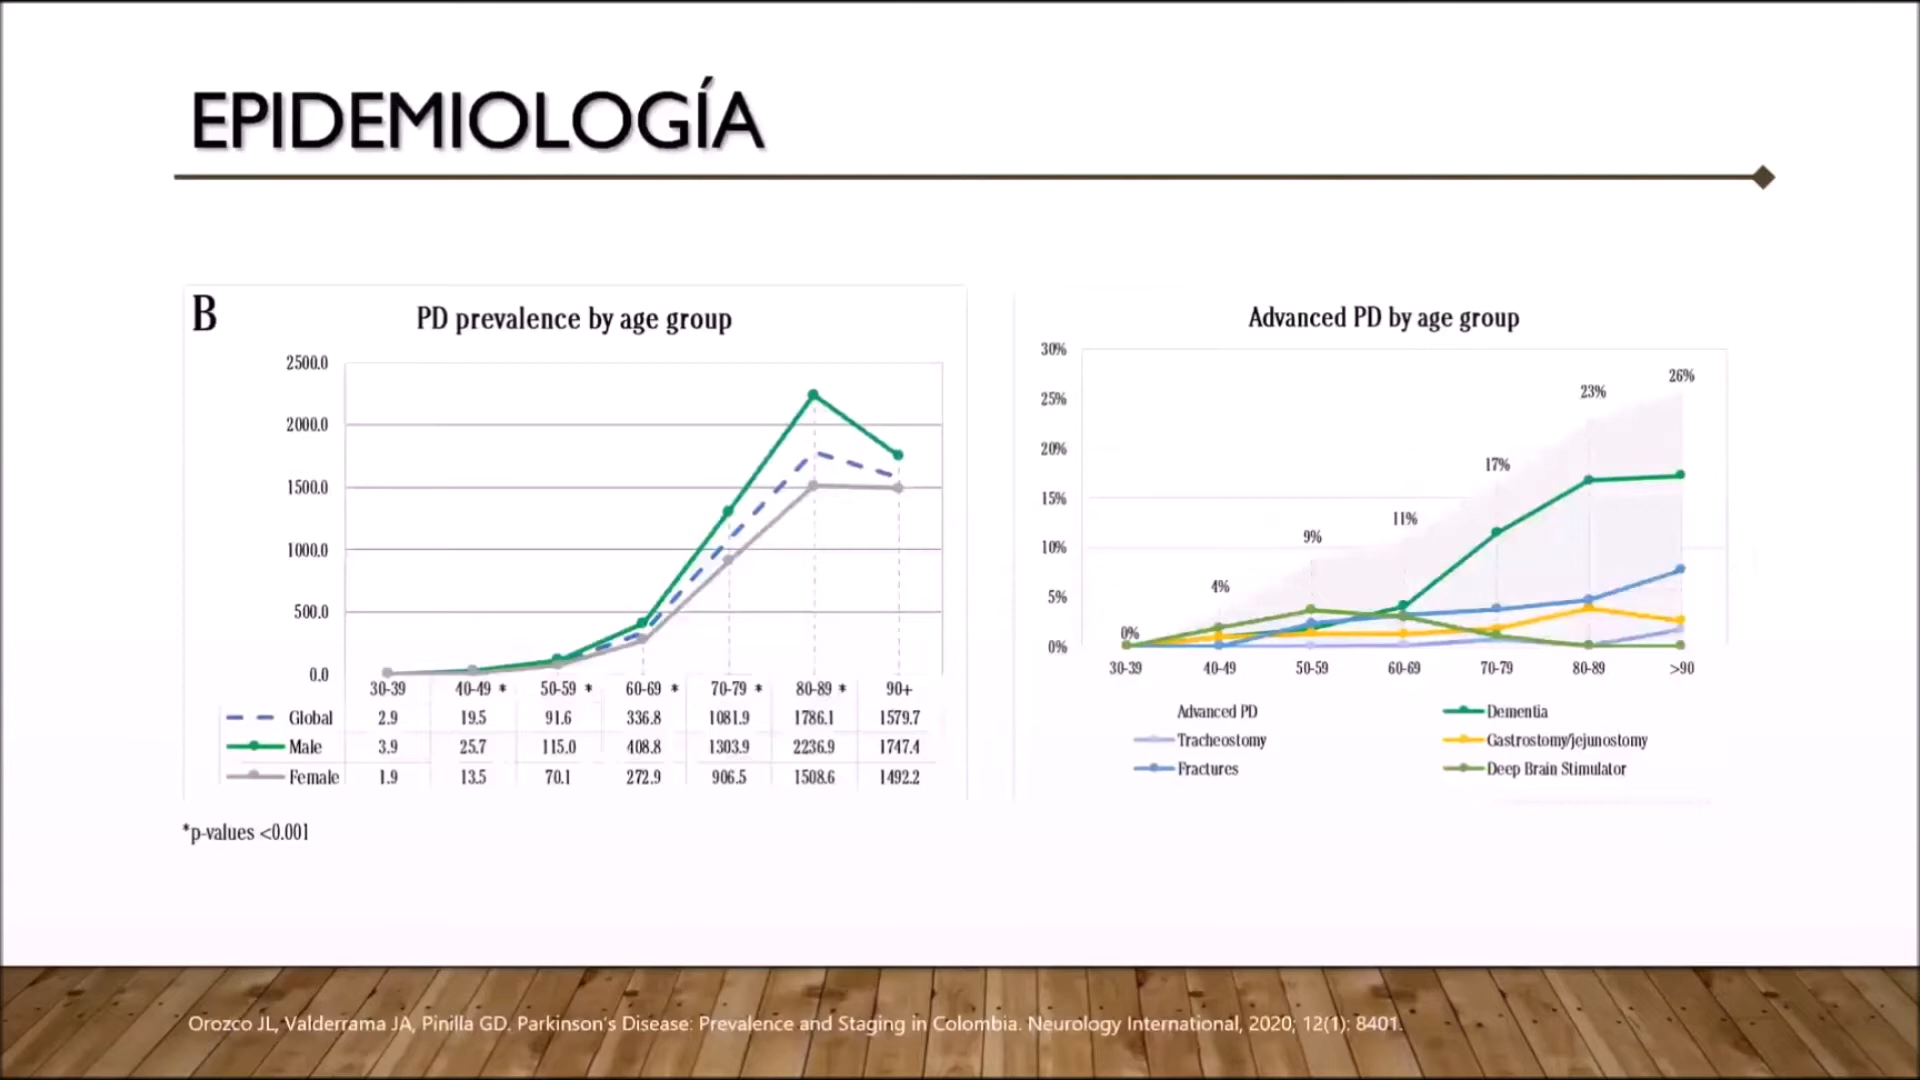 EPIDEMIOLOGÍA
B
PD prevalence by age group
2500.0
2000.0
1500.0
1000.0
500.0
0.0
30-39 40-49 * 50-59 * 60-69 * 70-79 * 80-89 * 90+
Global 2.9 19.5 91.6 336.8 1081.9 1786.1 1579.7
Male 3.9 25.7 115.0 408.8 1303.9 2236.9 1747.4
Female 1.9 13.5 70.1 272.9 906.5 1508.6 1492.2
*p-values <0.001
Advanced PD by age group
30%
25%
20%
15%
10%
5%
0%
0% 4% 9% 11% 17% 23% 26%
30-39 40-49 50-59 60-69 70-79 80-89 >90
Advanced PD Dementia
Tracheostomy Gastrostomy/jejunostomy
Fractures Deep Brain Stimulator
Orozco JL, Valderrama JA, Pinilla GD. Parkinson's Disease: Prevalence and Staging in Colombia. Neurology International, 2020; 12(1): 8401.